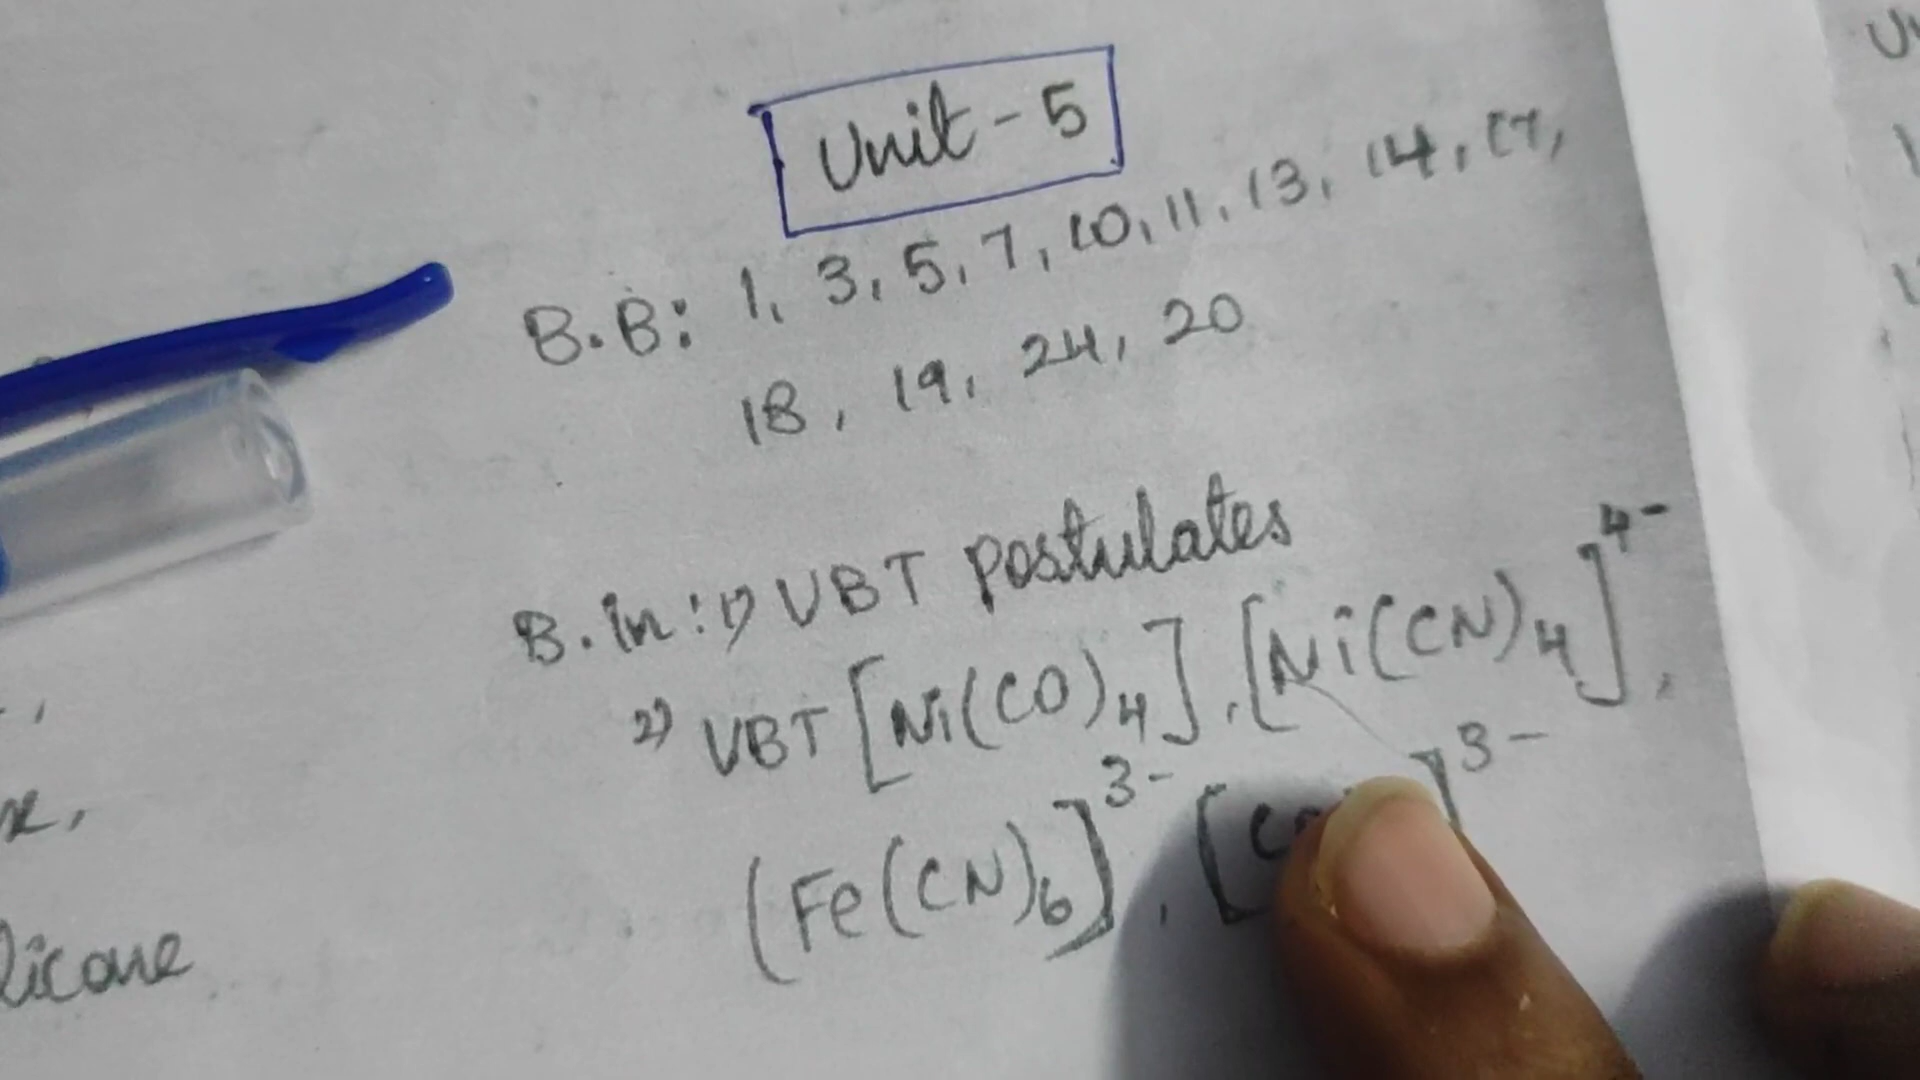 Unit - 5
B.B: 1, 3, 5, 7, 10, 11, 13, 14, 17,
18, 19, 24, 20
B.In: 1) VBT postulates
2) VBT [Ni(CO)4], [Ni(CN)4]4-,
(Fe(CN)6]3-, [ ]3-